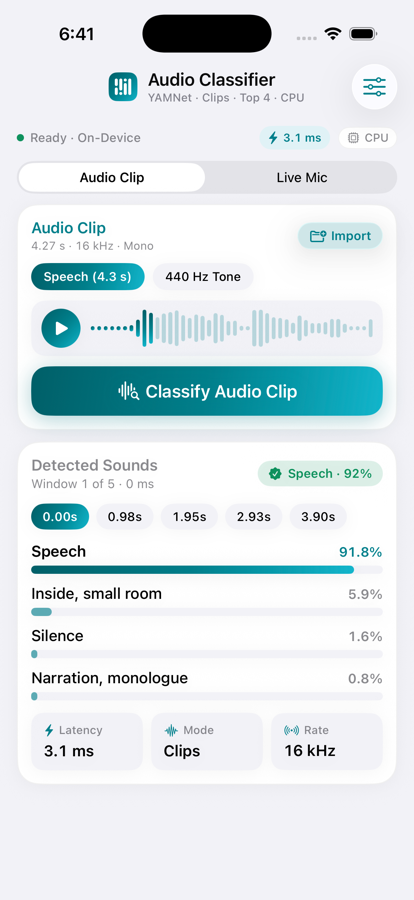 6:41
Audio Classifier
YAMNet · Clips · Top 4 · CPU
Ready · On-Device
3.1 ms
CPU
Audio Clip
Live Mic
Audio Clip
4.27 s · 16 kHz · Mono
Import
Speech (4.3 s)
440 Hz Tone
Classify Audio Clip
Detected Sounds
Window 1 of 5 · 0 ms
Speech · 92%
0.00s
0.98s
1.95s
2.93s
3.90s
Speech 91.8%
Inside, small room 5.9%
Silence 1.6%
Narration, monologue 0.8%
Latency
3.1 ms
Mode
Clips
Rate
16 kHz